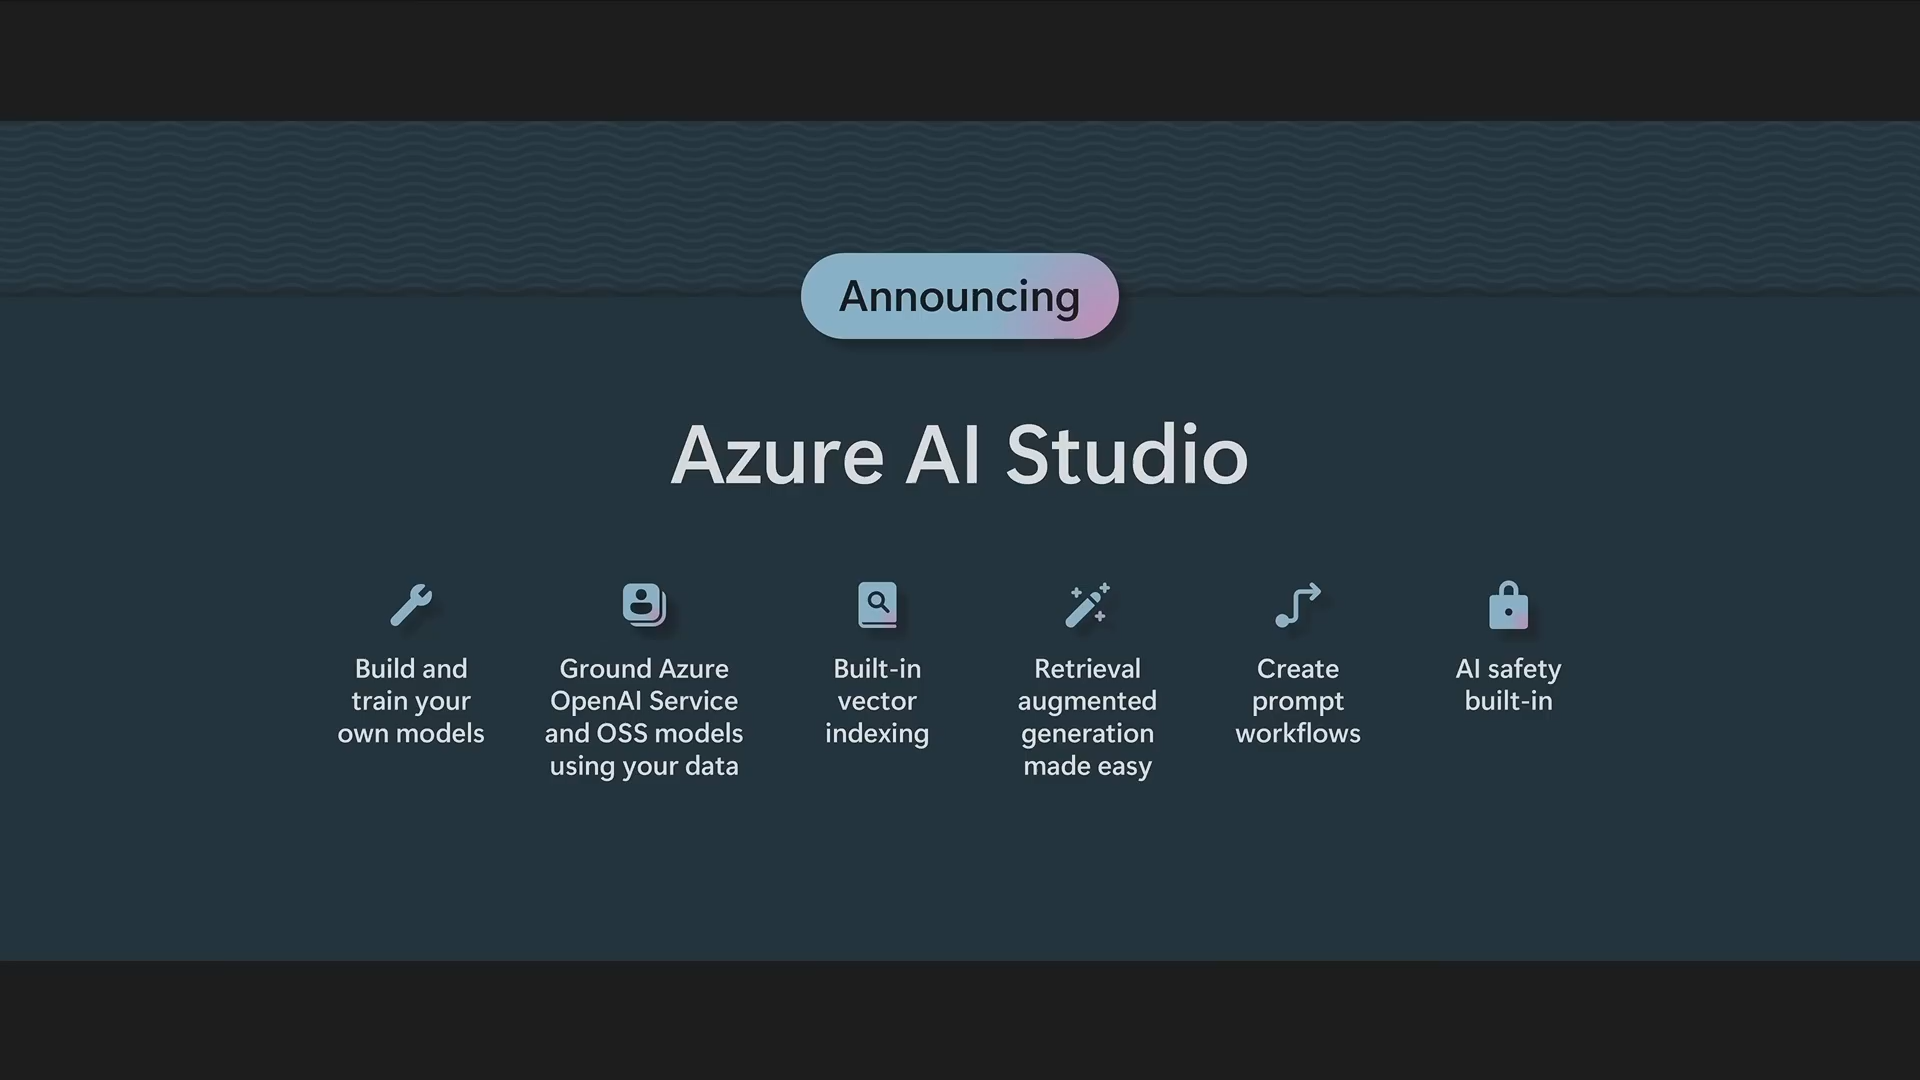 Announcing
Azure AI Studio
Build and
train your
own models
Ground Azure
OpenAI Service
and OSS models
using your data
Built-in
vector
indexing
Retrieval
augmented
generation
made easy
Create
prompt
workflows
AI safety
built-in